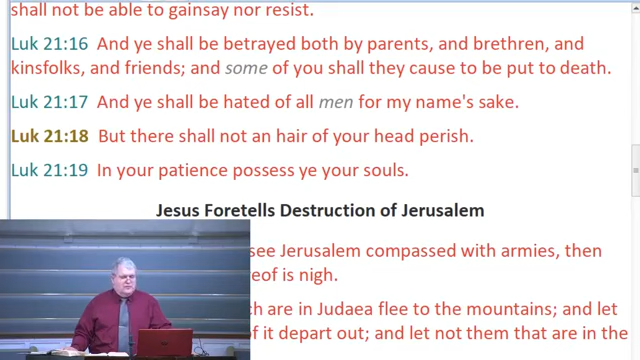 shall not be able to gainsay nor resist.
Luk 21:16 And ye shall be betrayed both by parents, and brethren, and
kinsfolks, and friends; and some of you shall they cause to be put to death.
Luk 21:17 And ye shall be hated of all men for my name's sake.
Luk 21:18 But there shall not an hair of your head perish.
Luk 21:19 In your patience possess ye your souls.
Jesus Foretells Destruction of Jerusalem
see Jerusalem compassed with armies, then
eof is nigh.
ch are in Judaea flee to the mountains; and let
of it depart out; and let not them that are in the